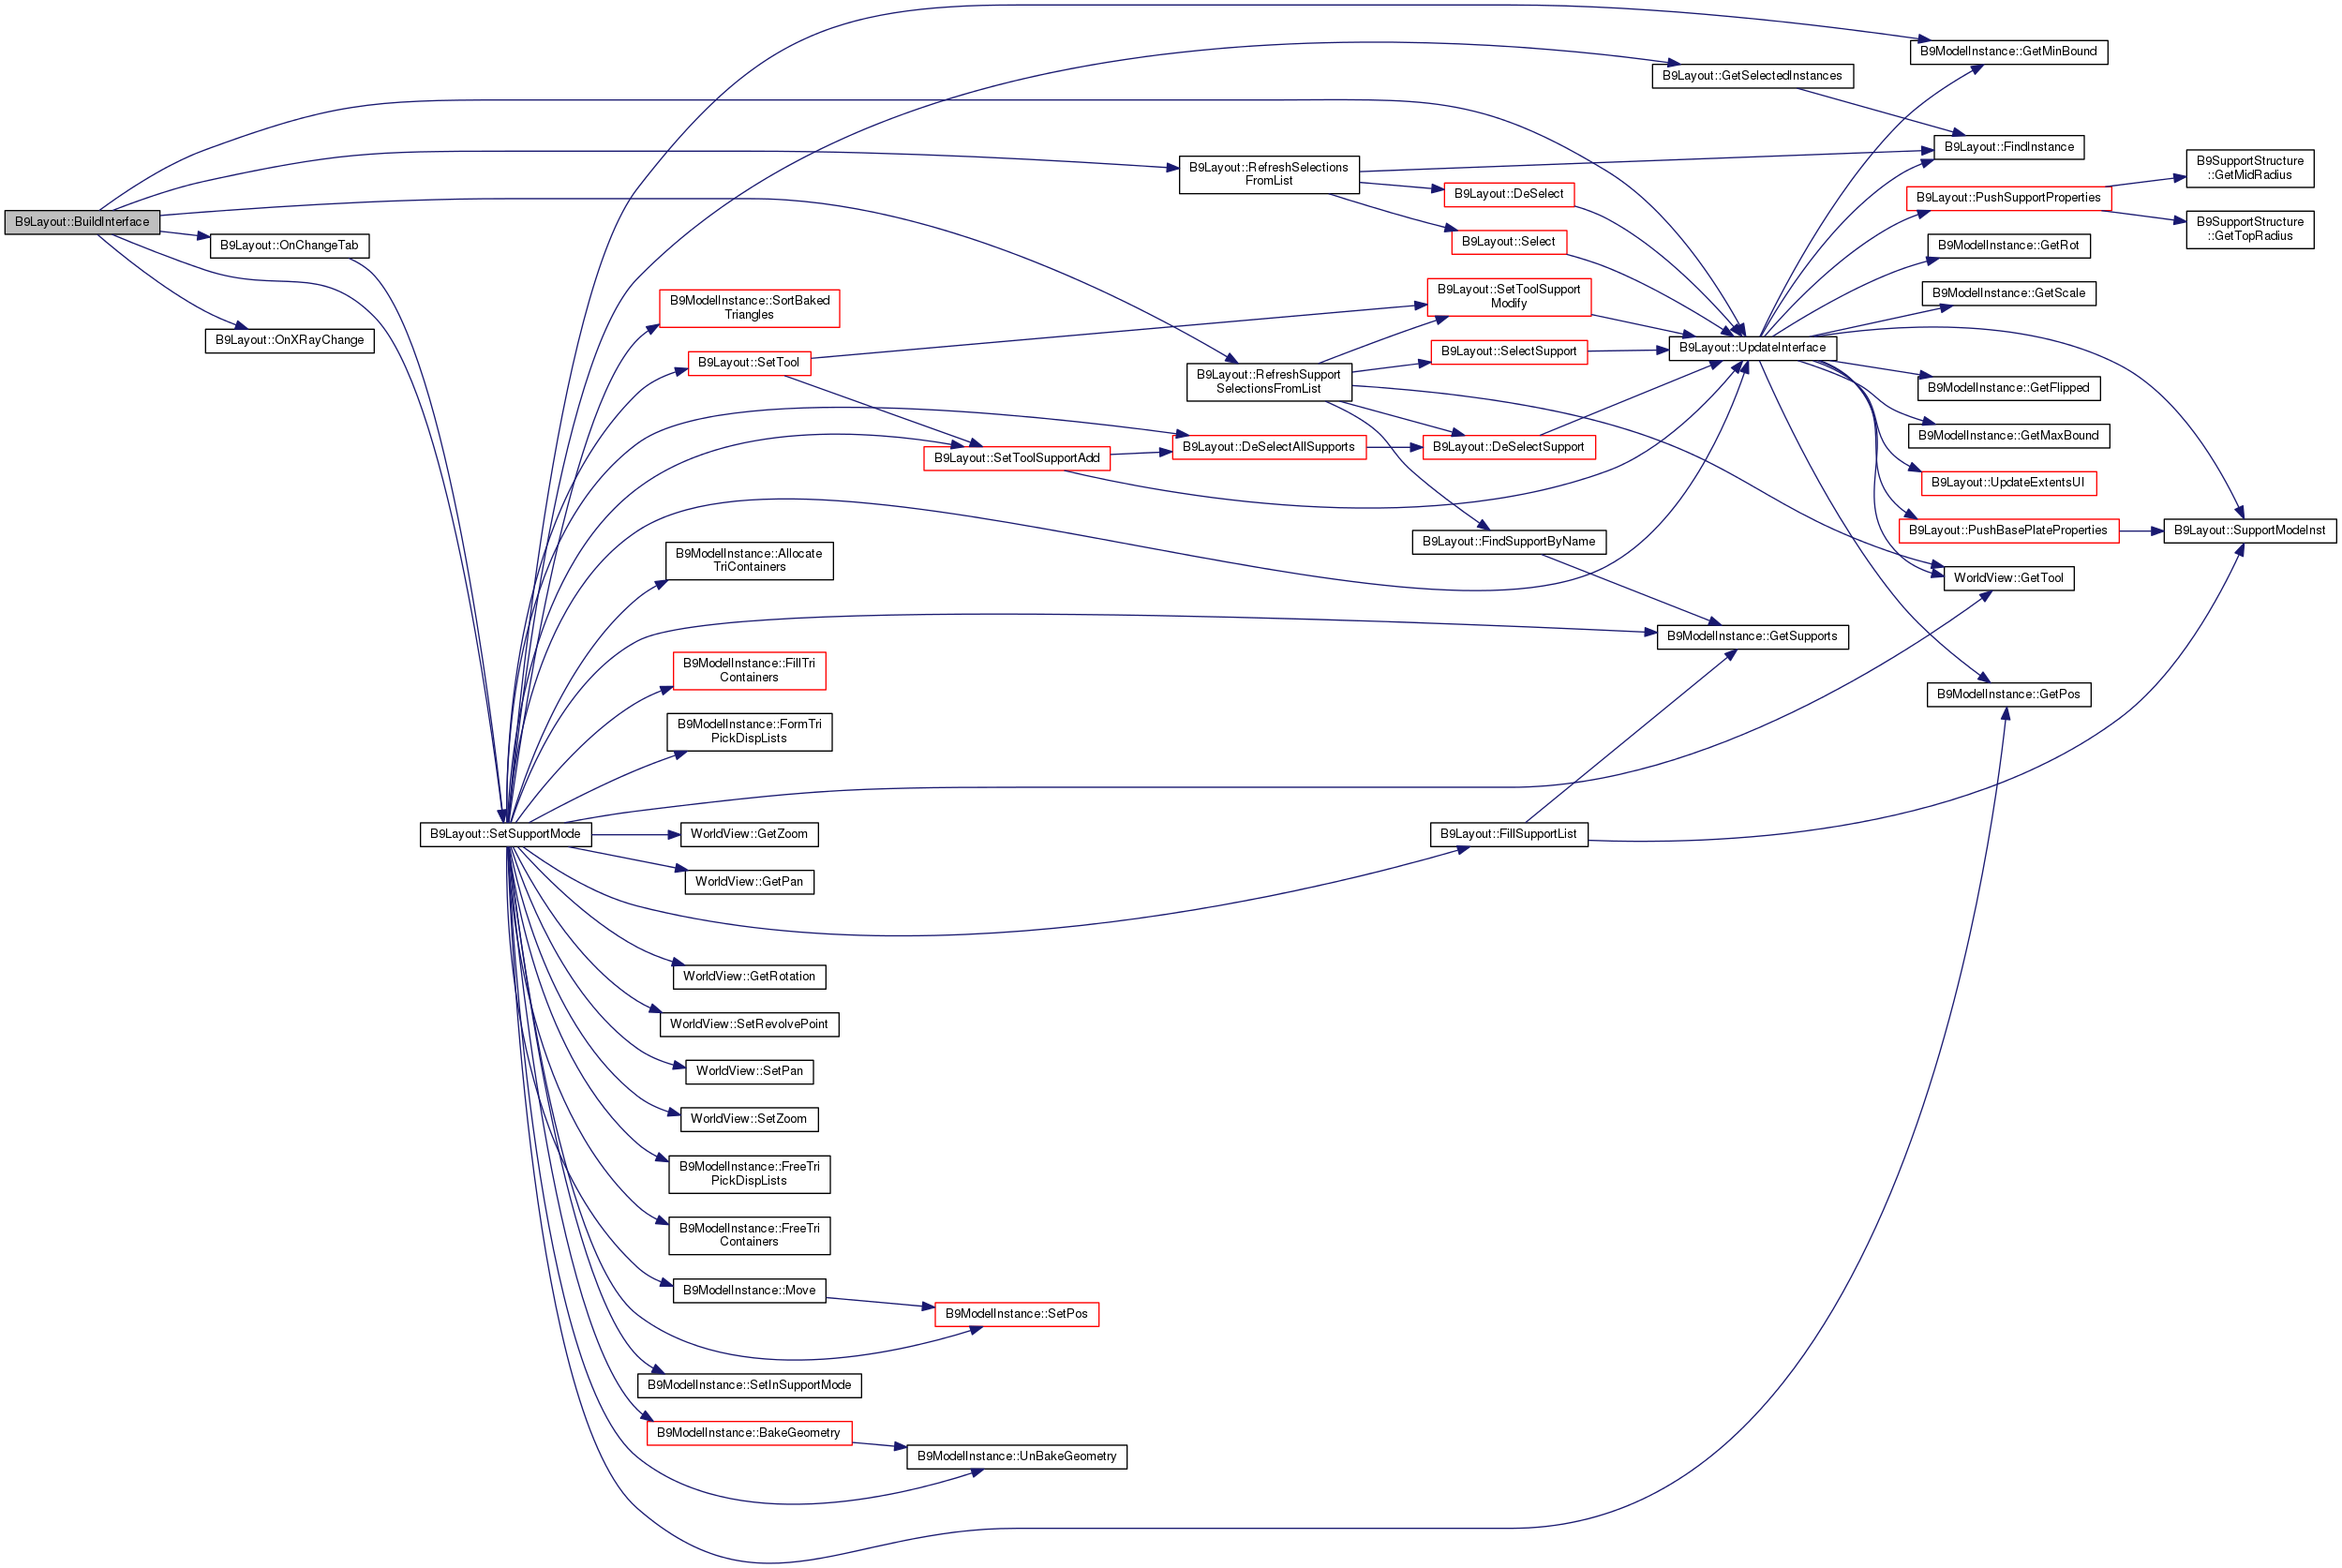 B9Layout::BuildInterface
B9Layout::OnChangeTab
B9Layout::OnXRayChange
B9Layout::SetSupportMode
B9ModelInstance::SortBaked
Triangles
B9Layout::SetTool
B9ModelInstance::Allocate
TriContainers
B9ModelInstance::FillTri
Containers
B9ModelInstance::FormTri
PickDispLists
WorldView::GetZoom
WorldView::GetPan
WorldView::GetRotation
WorldView::SetRevolvePoint
WorldView::SetPan
WorldView::SetZoom
B9ModelInstance::FreeTri
PickDispLists
B9ModelInstance::FreeTri
Containers
B9ModelInstance::Move
B9ModelInstance::SetInSupportMode
B9ModelInstance::BakeGeometry
B9Layout::SetToolSupportAdd
B9ModelInstance::SetPos
B9ModelInstance::UnBakeGeometry
B9Layout::RefreshSelections
FromList
B9Layout::RefreshSupport
SelectionsFromList
B9Layout::DeSelectAllSupports
B9Layout::DeSelect
B9Layout::Select
B9Layout::SetToolSupport
Modify
B9Layout::SelectSupport
B9Layout::DeSelectSupport
B9Layout::FindSupportByName
B9Layout::FillSupportList
B9Layout::GetSelectedInstances
B9Layout::UpdateInterface
B9ModelInstance::GetSupports
B9ModelInstance::GetMinBound
B9Layout::FindInstance
B9Layout::PushSupportProperties
B9ModelInstance::GetRot
B9ModelInstance::GetScale
B9ModelInstance::GetFlipped
B9ModelInstance::GetMaxBound
B9Layout::UpdateExtentsUI
B9Layout::PushBasePlateProperties
WorldView::GetTool
B9ModelInstance::GetPos
B9SupportStructure
::GetMidRadius
B9SupportStructure
::GetTopRadius
B9Layout::SupportModeInst